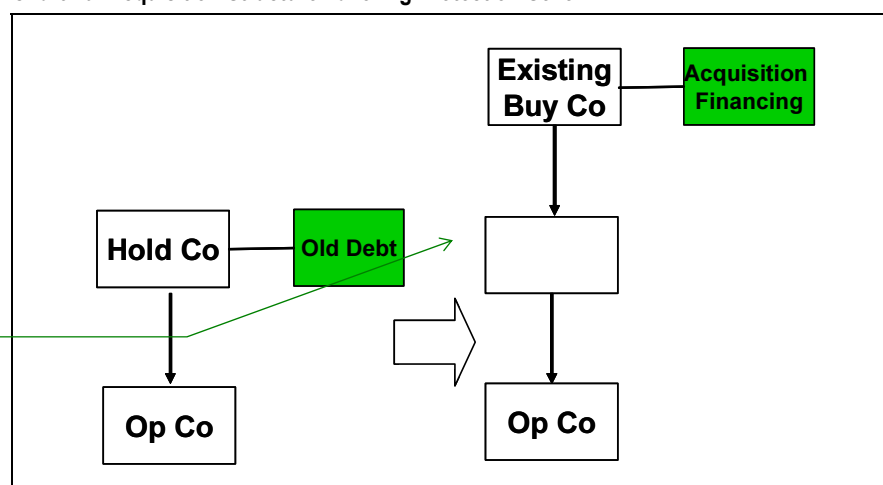 Existing
Buy Co
Acquisition
Financing
Hold Co
Old Debt
Op Co
Op Co